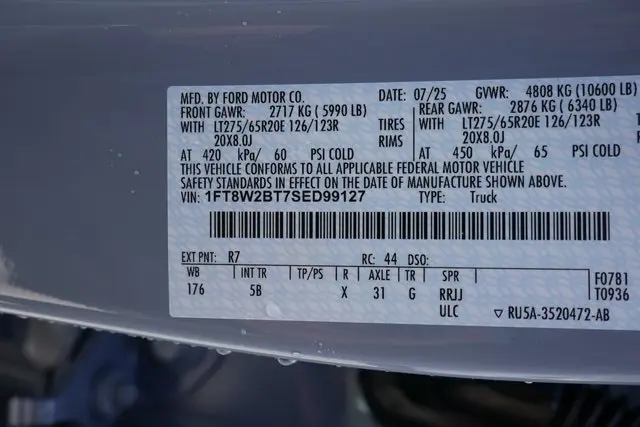 MFD. BY FORD MOTOR CO. DATE: 07/25 GVWR: 4808 KG (10600 LB)
FRONT GAWR: 2717 KG (5990 LB) REAR GAWR: 2876 KG (6340 LB)
WITH LT275/65R20E 126/123R TIRES WITH LT275/65R20E 126/123R
20X8.0J RIMS 20X8.0J
AT 420 kPa/ 60 PSI COLD AT 450 kPa/ 65 PSI COLD
THIS VEHICLE CONFORMS TO ALL APPLICABLE FEDERAL MOTOR VEHICLE
SAFETY STANDARDS IN EFFECT ON THE DATE OF MANUFACTURE SHOWN ABOVE.
VIN: 1FT8W2BT7SED99127 TYPE: Truck
EXT PNT: R7 RC: 44 DSO:
WB INT TR TP/PS R AXLE TR SPR F0781
176 5B X 31 G RRJJ T0936
ULC ▽ RU5A-3520472-AB